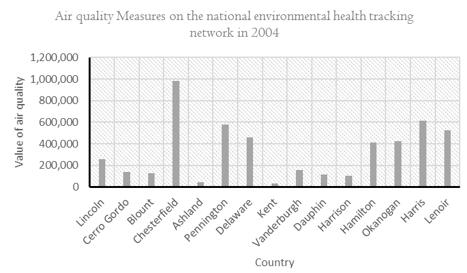 Air quality Measures on the national environmental health tracking
network in 2004
Value of air quality
1,200,000
1,000,000
800,000
600,000
400,000
200,000
0
Lincoln
Cerro Gordo
Blount
Chesterfield
Ashland
Pennington
Delaware
Kent
Vanderburgh
Dauphin
Harrison
Hamilton
Okanogan
Harris
Lenoir
Country